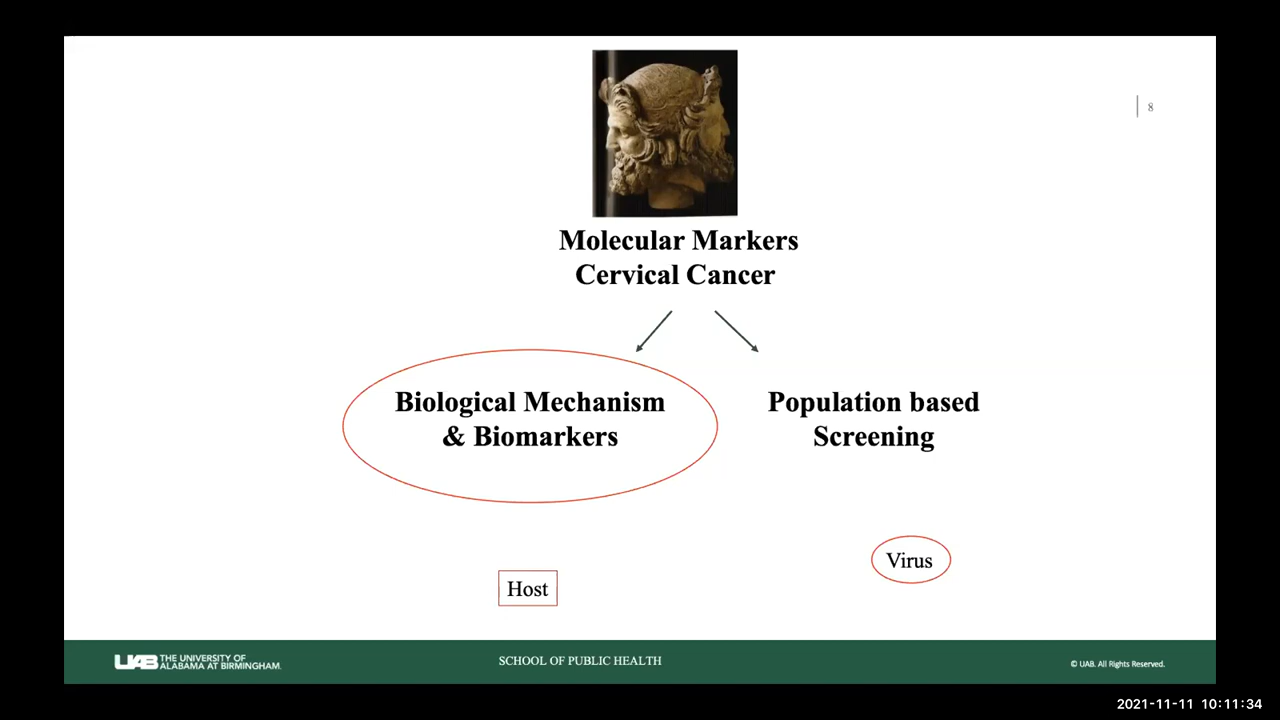 8
Molecular Markers
Cervical Cancer
Biological Mechanism
& Biomarkers
Population based
Screening
Virus
Host
UAB THE UNIVERSITY OF
ALABAMA AT BIRMINGHAM.
SCHOOL OF PUBLIC HEALTH
© UAB. All Rights Reserved.
2021-11-11 10:11:34